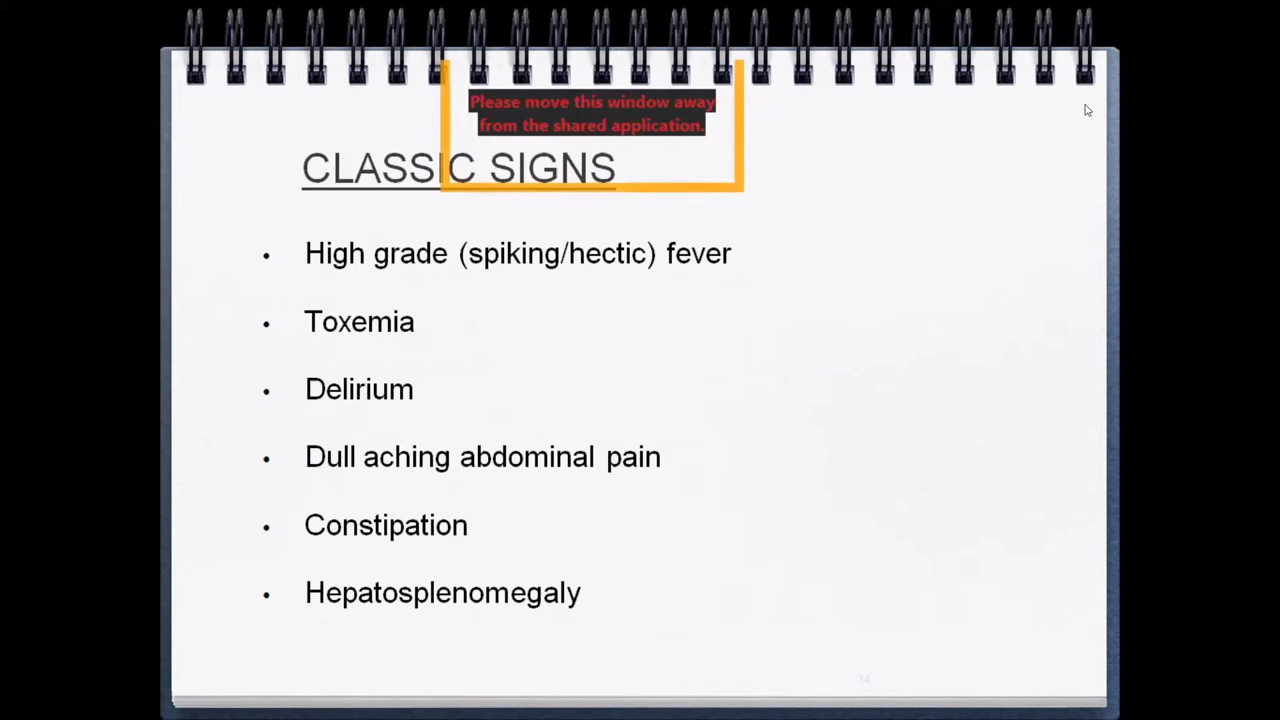 Please move this window away
from the shared application.
CLASSIC SIGNS
• High grade (spiking/hectic) fever
• Toxemia
• Delirium
• Dull aching abdominal pain
• Constipation
• Hepatosplenomegaly
14